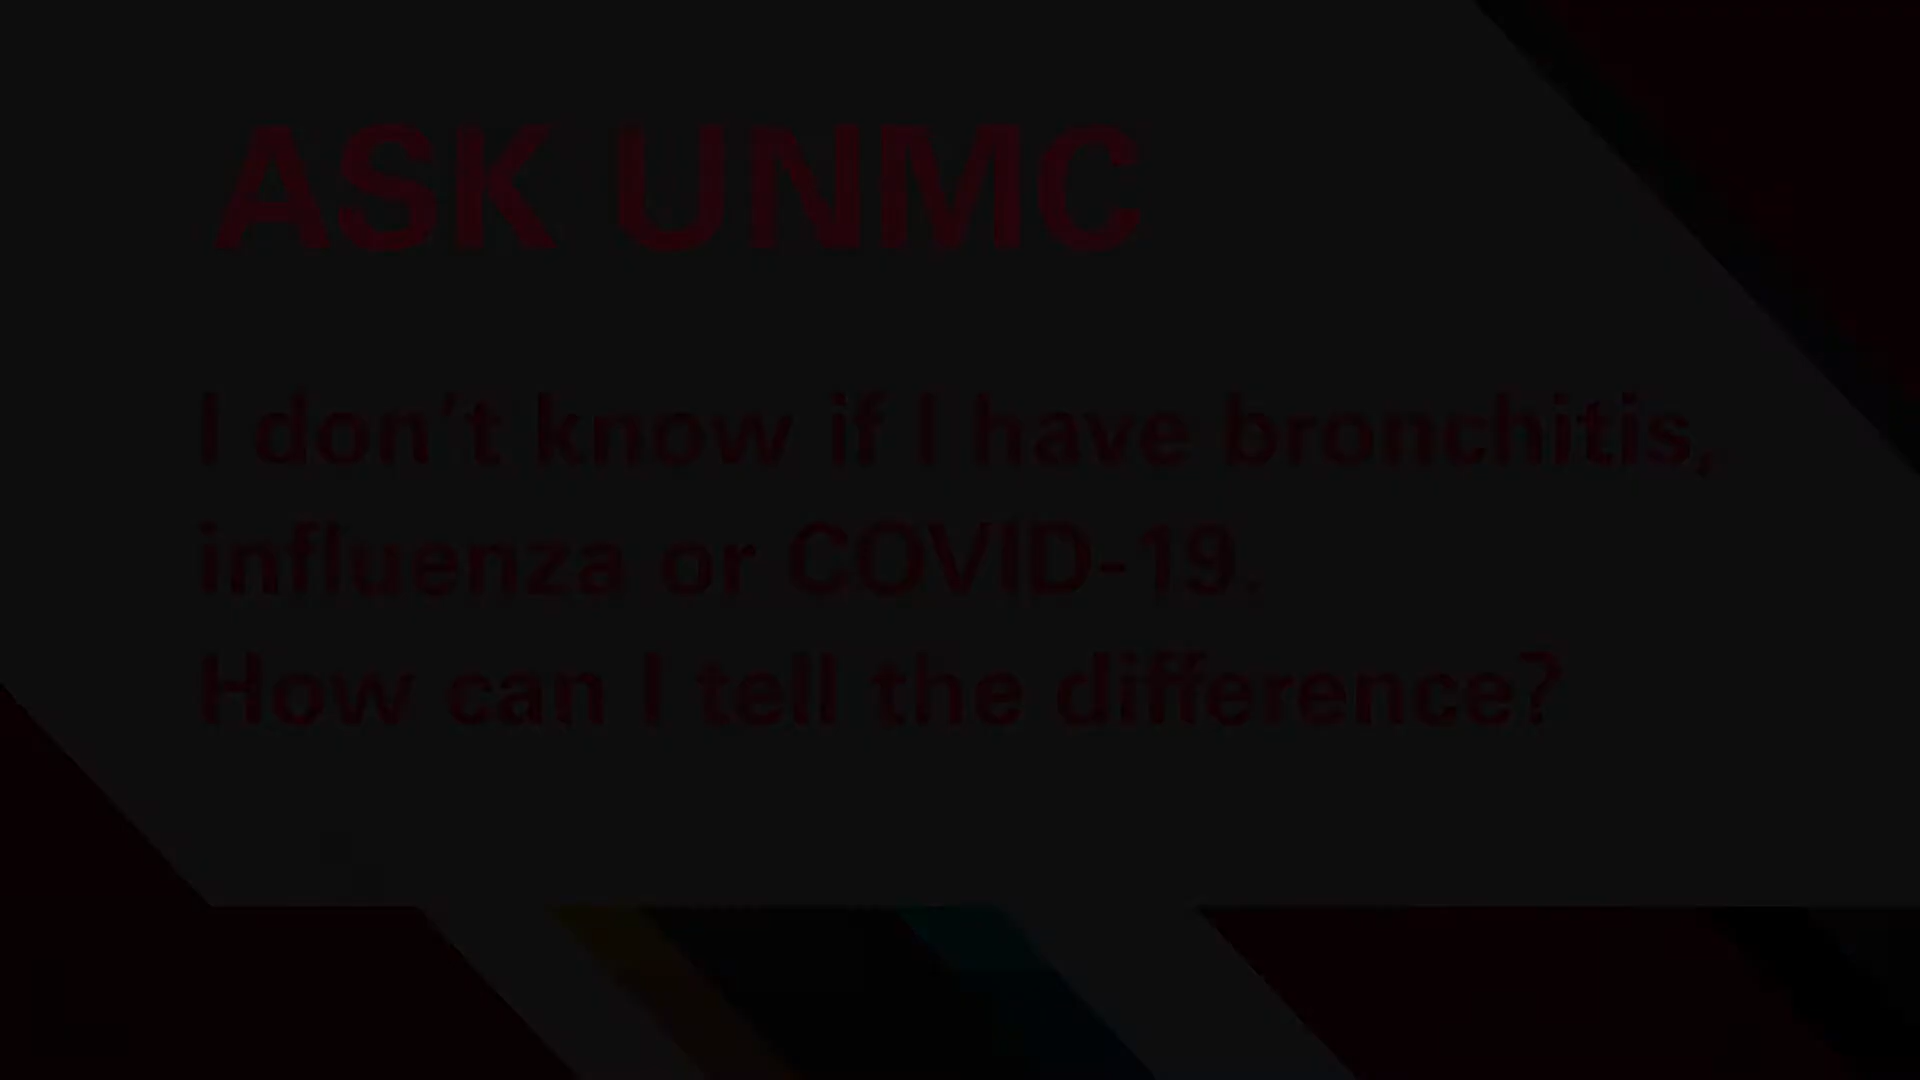 ASK UNMC
I don't know if I have bronchitis,
influenza or COVID-19.
How can I tell the difference?